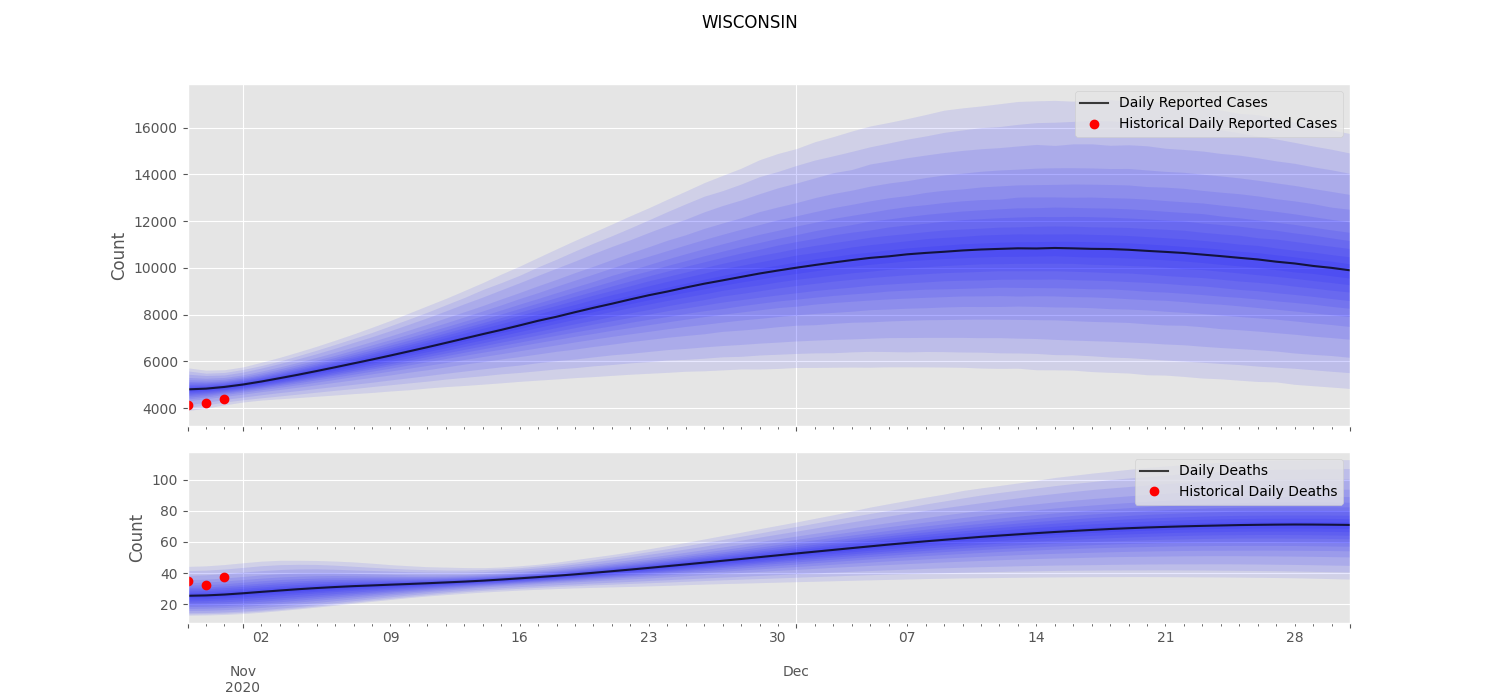 WISCONSIN
Daily Reported Cases
Historical Daily Reported Cases
Count
16000
14000
12000
10000
8000
6000
4000
Daily Deaths
Historical Daily Deaths
Count
100
80
60
40
20
02 09 16 23 30 07 14 21 28
Nov Dec
2020